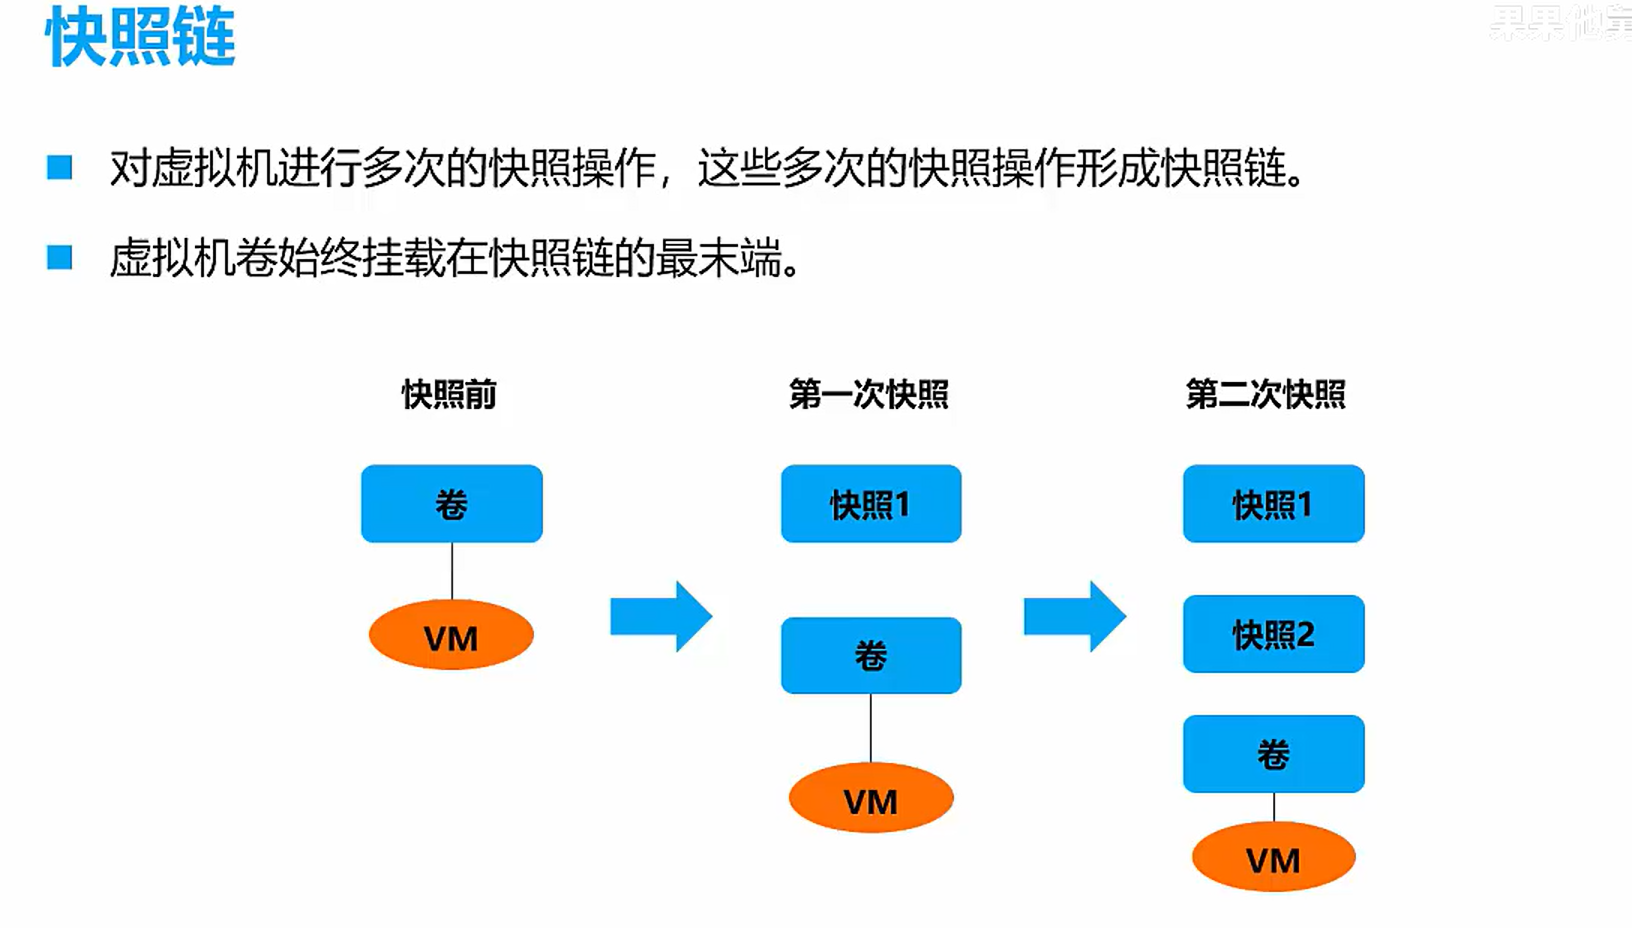 快照链
果果他舅
对虚拟机进行多次的快照操作，这些多次的快照操作形成快照链。
虚拟机卷始终挂载在快照链的最末端。
快照前
第一次快照
第二次快照
卷
快照1
快照1
VM
卷
快照2
VM
卷
VM